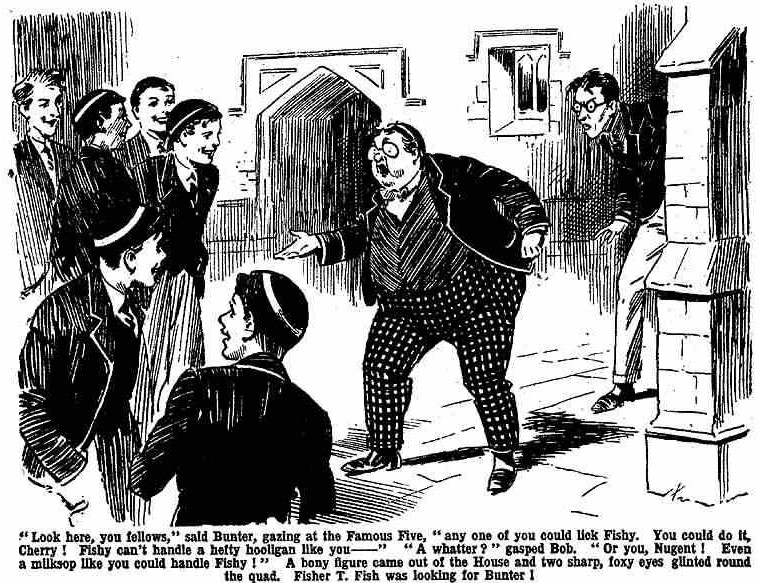 “ Look here, you fellows,” said Bunter, gazing at the Famous Five, “ any one of you could lick Fishy. You could do it,
Cherry ! Fishy can't handle a hefty hooligan like you——” “ A whatter ? ” gasped Bob. “ Or you, Nugent ! Even
a milksop like you could handle Fishy ! ” A bony figure came out of the House and two sharp, foxy eyes glinted round
the quad. Fisher T. Fish was looking for Bunter !